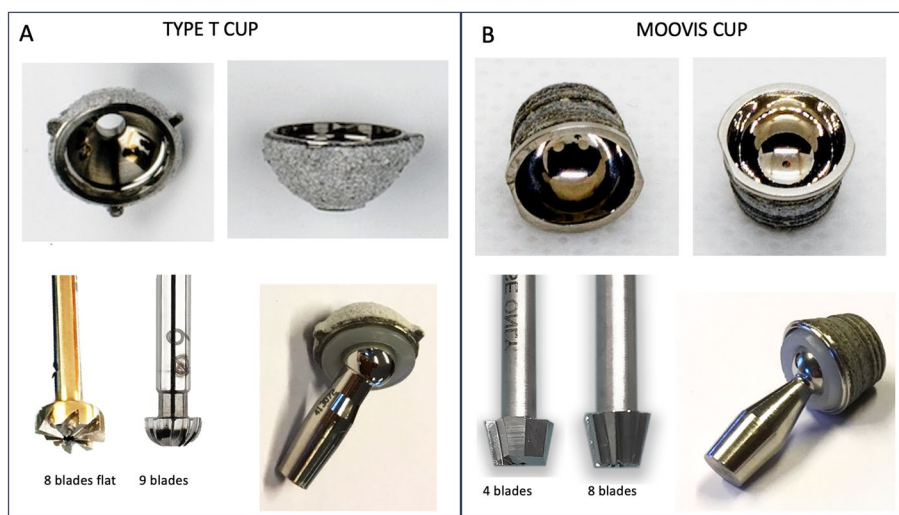 A
TYPE T CUP
8 blades flat
9 blades
B
MOOVIS CUP
4 blades
8 blades